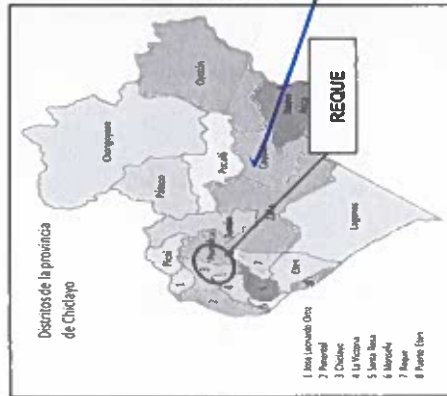 Distritos de la provincia
de Chiclayo
Chongoyape
Oyotún
Pátapo
Pucalá
Picsi
Lagunas
Eten
REQUE
1 José Leonardo Ortiz
2 Pimentel
3 Chiclayo
4 La Victoria
5 Santa Rosa
6 Monsefú
7 Reque
8 Puerto Eten